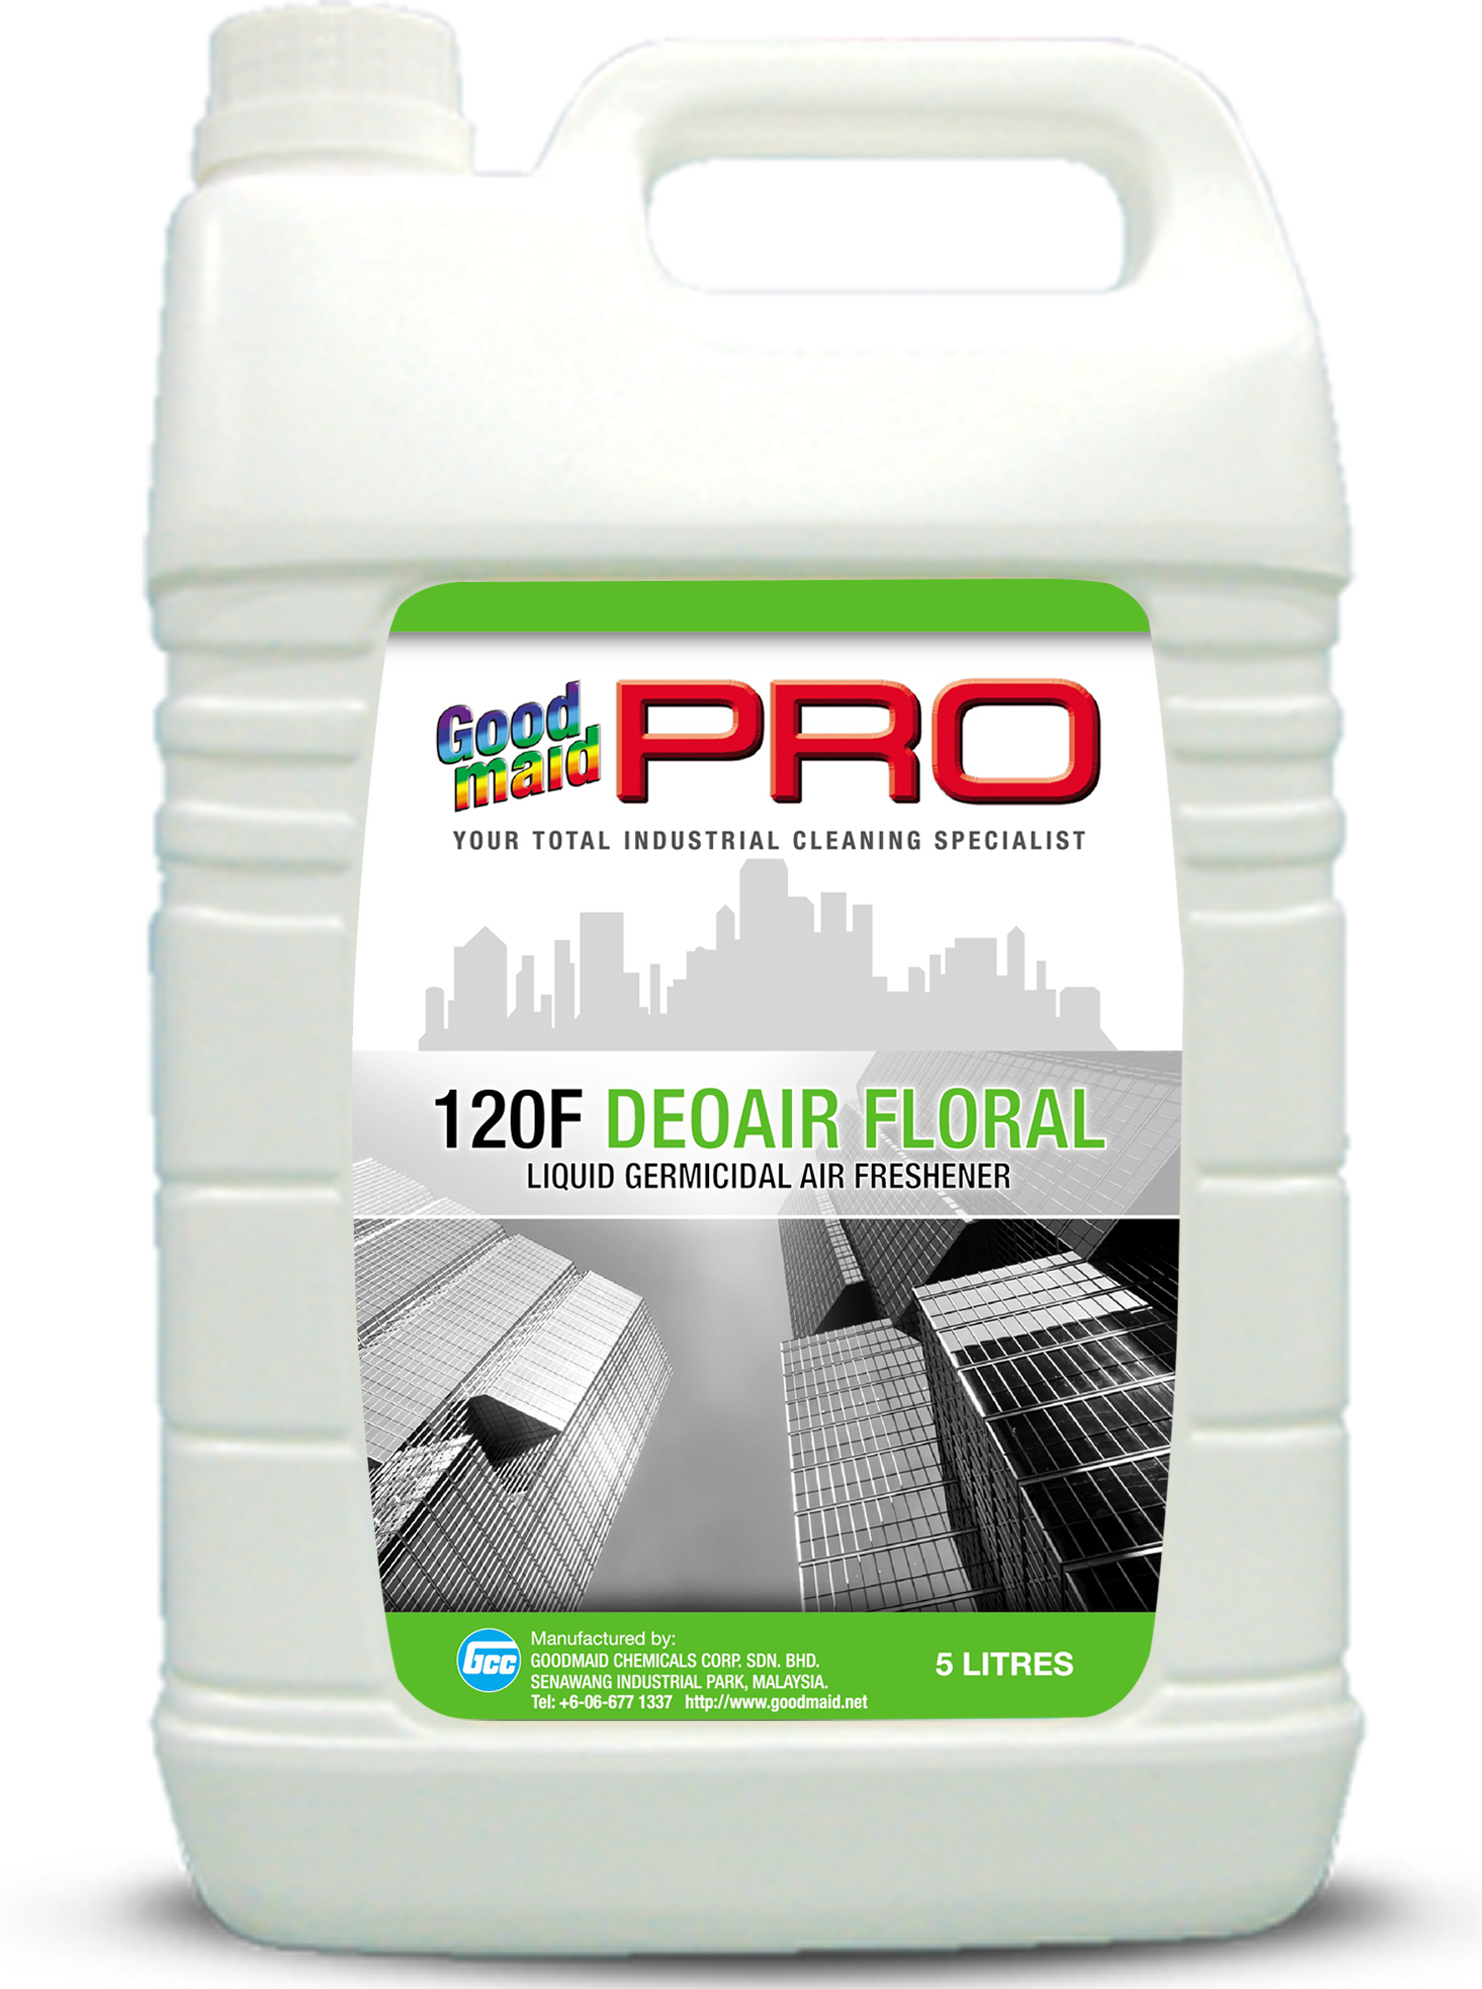 Good maid PRO
YOUR TOTAL INDUSTRIAL CLEANING SPECIALIST
120F DEOAIR FLORAL
LIQUID GERMICIDAL AIR FRESHENER
GCC
Manufactured by:
GOODMAID CHEMICALS CORP. SDN. BHD.
SENAWANG INDUSTRIAL PARK, MALAYSIA.
Tel: +6-06-677 1337 http://www.goodmaid.net
5 LITRES